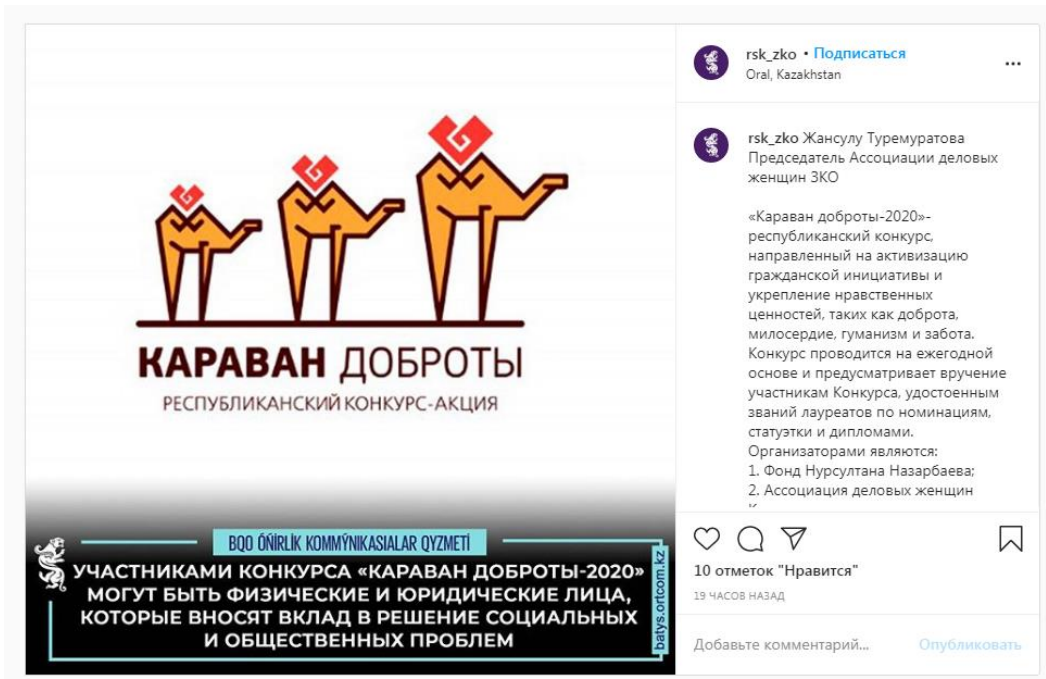 КАРАВАН ДОБРОТЫ
РЕСПУБЛИКАНСКИЙ КОНКУРС-АКЦИЯ
BQO ÓŃIRLIK KOMMÝNIKASIALAR QYZMETI
УЧАСТНИКАМИ КОНКУРСА «КАРАВАН ДОБРОТЫ-2020»
МОГУТ БЫТЬ ФИЗИЧЕСКИЕ И ЮРИДИЧЕСКИЕ ЛИЦА,
КОТОРЫЕ ВНОСЯТ ВКЛАД В РЕШЕНИЕ СОЦИАЛЬНЫХ
И ОБЩЕСТВЕННЫХ ПРОБЛЕМ
batys.ortcom.kz
rsk_zko • Подписаться
Oral, Kazakhstan
rsk_zko Жансулу Туремуратова
Председатель Ассоциации деловых
женщин ЗКО
«Караван доброты-2020»-
республиканский конкурс,
направленный на активизацию
гражданской инициативы и
укрепление нравственных
ценностей, таких как доброта,
милосердие, гуманизм и забота.
Конкурс проводится на ежегодной
основе и предусматривает вручение
участникам Конкурса, удостоенным
званий лауреатов по номинациям,
статуэтки и дипломами.
Организаторами являются:
1. Фонд Нурсултана Назарбаева;
2. Ассоциация деловых женщин
10 отметок "Нравится"
19 ЧАСОВ НАЗАД
Добавьте комментарий...
Опубликовать